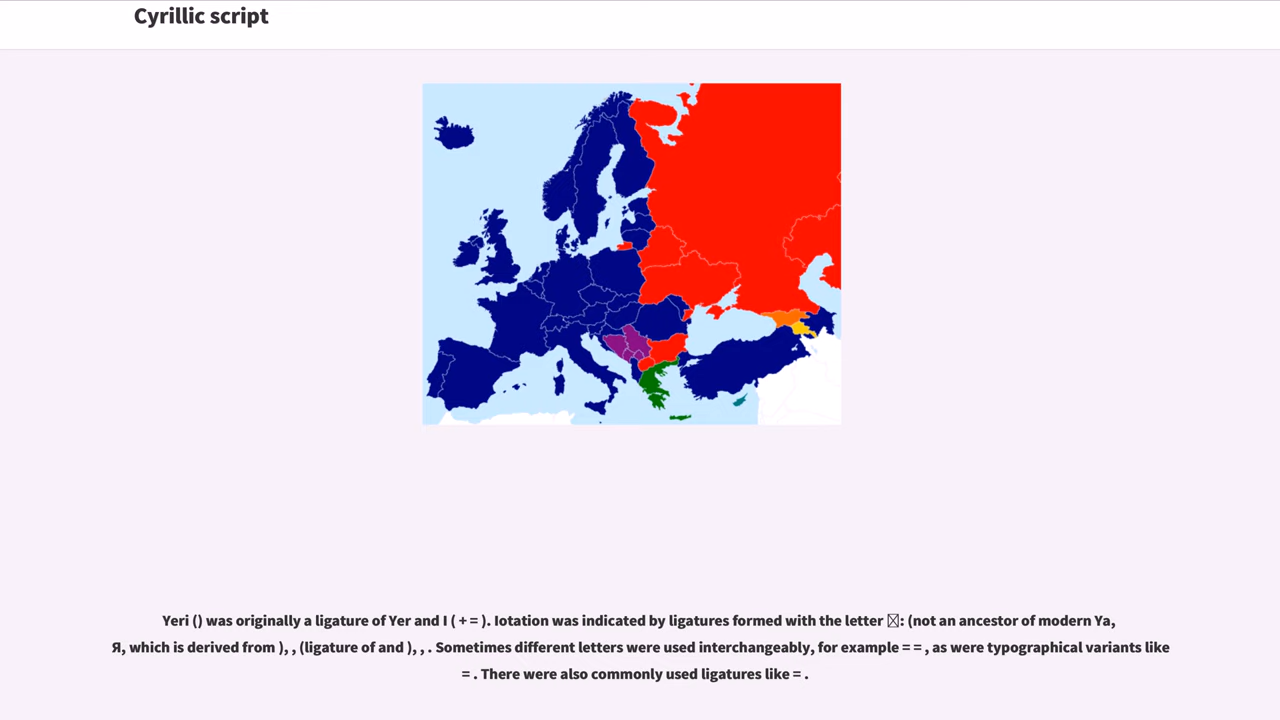 Cyrillic script
Yeri () was originally a ligature of Yer and I ( + = ). Iotation was indicated by ligatures formed with the letter : (not an ancestor of modern Ya,
Я, which is derived from ), , (ligature of and ), , . Sometimes different letters were used interchangeably, for example = = , as were typographical variants like
= . There were also commonly used ligatures like = .